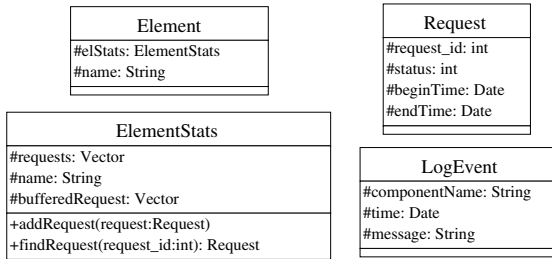 Element
#elStats: ElementStats
#name: String
Request
#request_id: int
#status: int
#beginTime: Date
#endTime: Date
ElementStats
#requests: Vector
#name: String
#bufferedRequest: Vector
+addRequest(request:Request)
+findRequest(request_id:int): Request
LogEvent
#componentName: String
#time: Date
#message: String